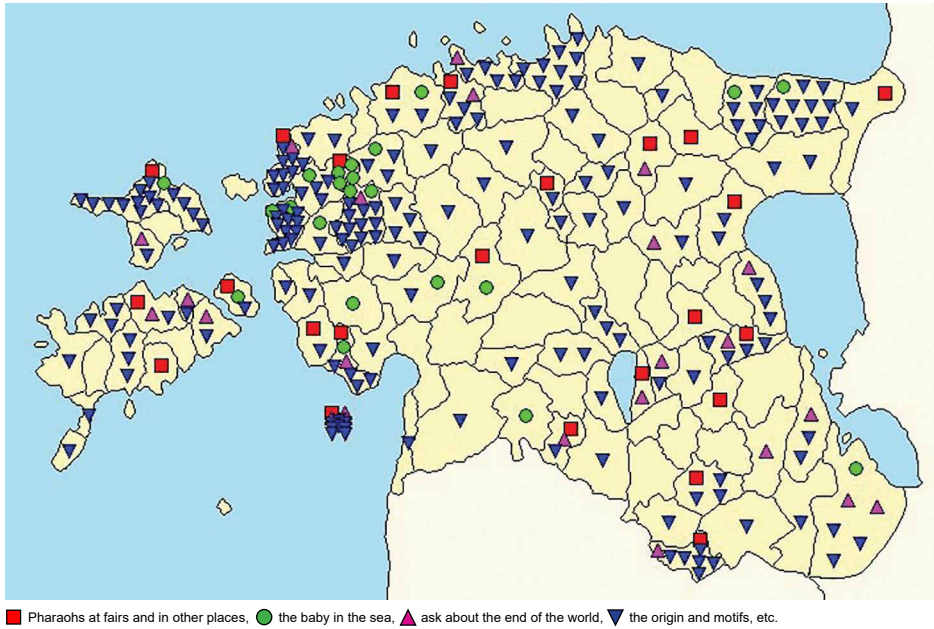 Pharaohs at fairs and in other places, the baby in the sea, ask about the end of the world, the origin and motifs, etc.